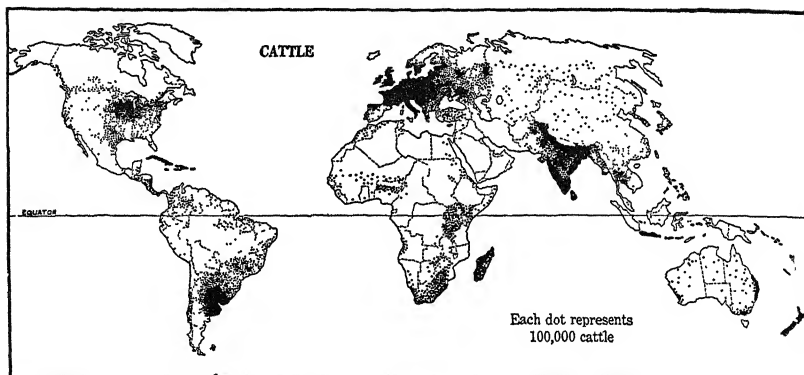 CATTLE
EQUATOR
Each dot represents
100,000 cattle